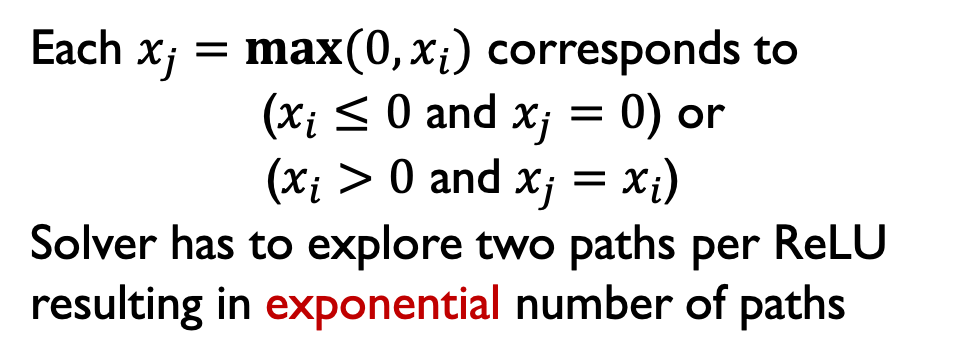 Each xⱼ = max(0, xᵢ) corresponds to
(xᵢ ≤ 0 and xⱼ = 0) or
(xᵢ > 0 and xⱼ = xᵢ)
Solver has to explore two paths per ReLU
resulting in exponential number of paths